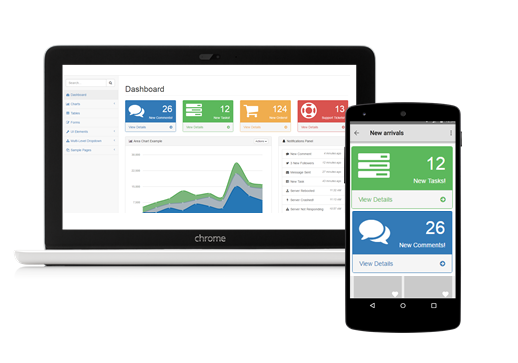 Search
Dashboard
Charts
Tables
Forms
UI Elements
Multi-Level Dropdown
Sample Pages
Dashboard
26
New Comments!
View Details
12
New Tasks!
View Details
124
New Orders!
View Details
13
Support Tickets!
View Details
Area Chart Example
Notifications Panel
New Comment
3 New Followers
Message Sent
New Task
Server Rebooted
Server Crashed!
Server Not Responding
chrome
New arrivals
12
New Tasks!
View Details
26
New Comments!
View Details